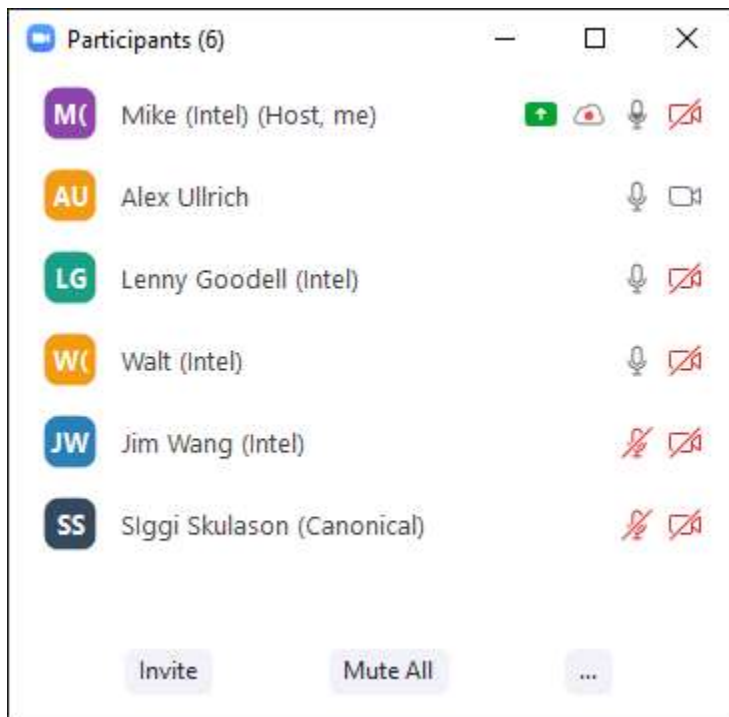 Participants (6)
M( Mike (Intel) (Host, me)
AU Alex Ullrich
LG Lenny Goodell (Intel)
W( Walt (Intel)
JW Jim Wang (Intel)
SS SIggi Skulason (Canonical)
Invite Mute All ...